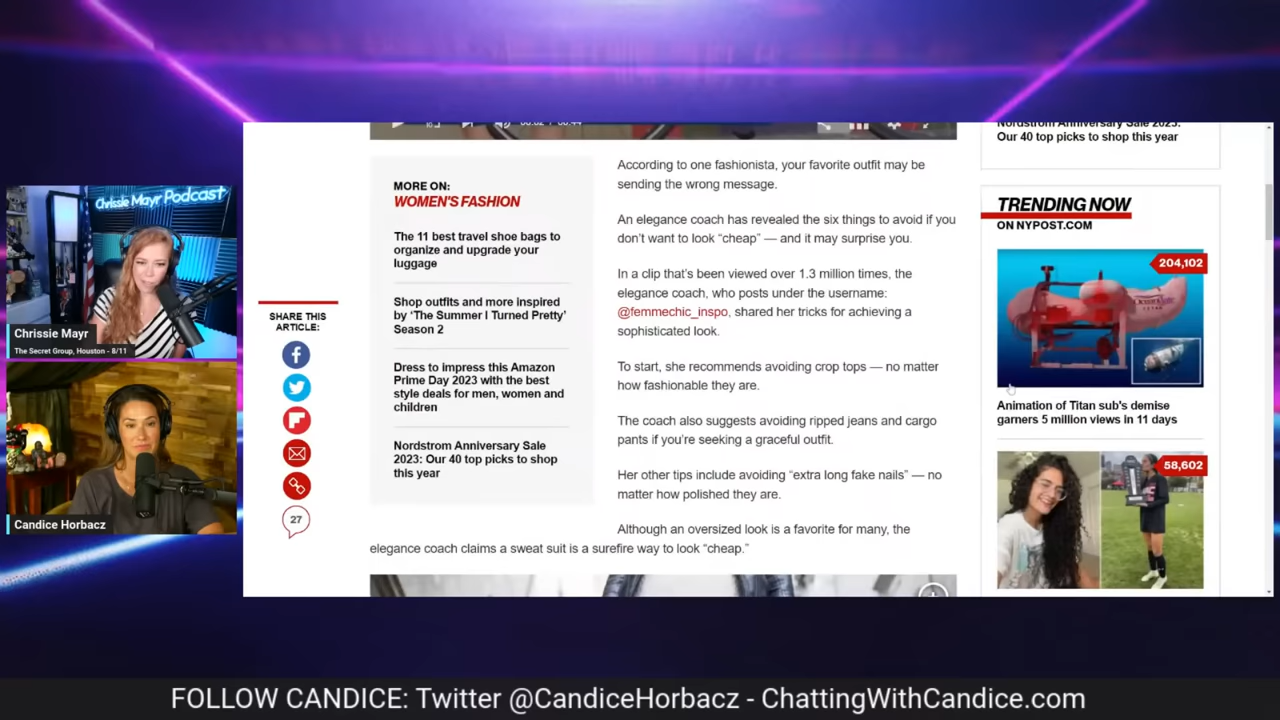 Nordstrom Anniversary Sale 2023:
Our 40 top picks to shop this year
MORE ON:
WOMEN'S FASHION
The 11 best travel shoe bags to
organize and upgrade your
luggage
Shop outfits and more inspired
by ‘The Summer I Turned Pretty’
Season 2
Dress to impress this Amazon
Prime Day 2023 with the best
style deals for men, women and
children
Nordstrom Anniversary Sale
2023: Our 40 top picks to shop
this year
According to one fashionista, your favorite outfit may be
sending the wrong message.
An elegance coach has revealed the six things to avoid if you
don’t want to look “cheap” — and it may surprise you.
In a clip that’s been viewed over 1.3 million times, the
elegance coach, who posts under the username:
@femmechic_inspo, shared her tricks for achieving a
sophisticated look.
To start, she recommends avoiding crop tops — no matter
how fashionable they are.
The coach also suggests avoiding ripped jeans and cargo
pants if you’re seeking a graceful outfit.
Her other tips include avoiding “extra long fake nails” — no
matter how polished they are.
Although an oversized look is a favorite for many, the
elegance coach claims a sweat suit is a surefire way to look “cheap.”
TRENDING NOW
ON NYPOST.COM
204,102
Animation of Titan sub's demise
garners 5 million views in 11 days
58,602
SHARE THIS
ARTICLE:
27
Chrissie Mayr Podcast
Chrissie Mayr
The Secret Group, Houston - 8/11
Candice Horbacz
FOLLOW CANDICE: Twitter @CandiceHorbacz - ChattingWithCandice.com